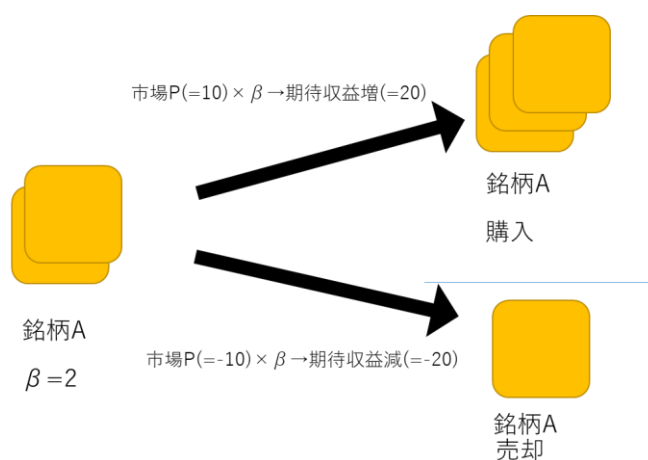 市場P(=10)×β→期待収益増(=20)
銘柄A
購入
銘柄A
β=2
市場P(=-10)×β→期待収益減(=-20)
銘柄A
売却